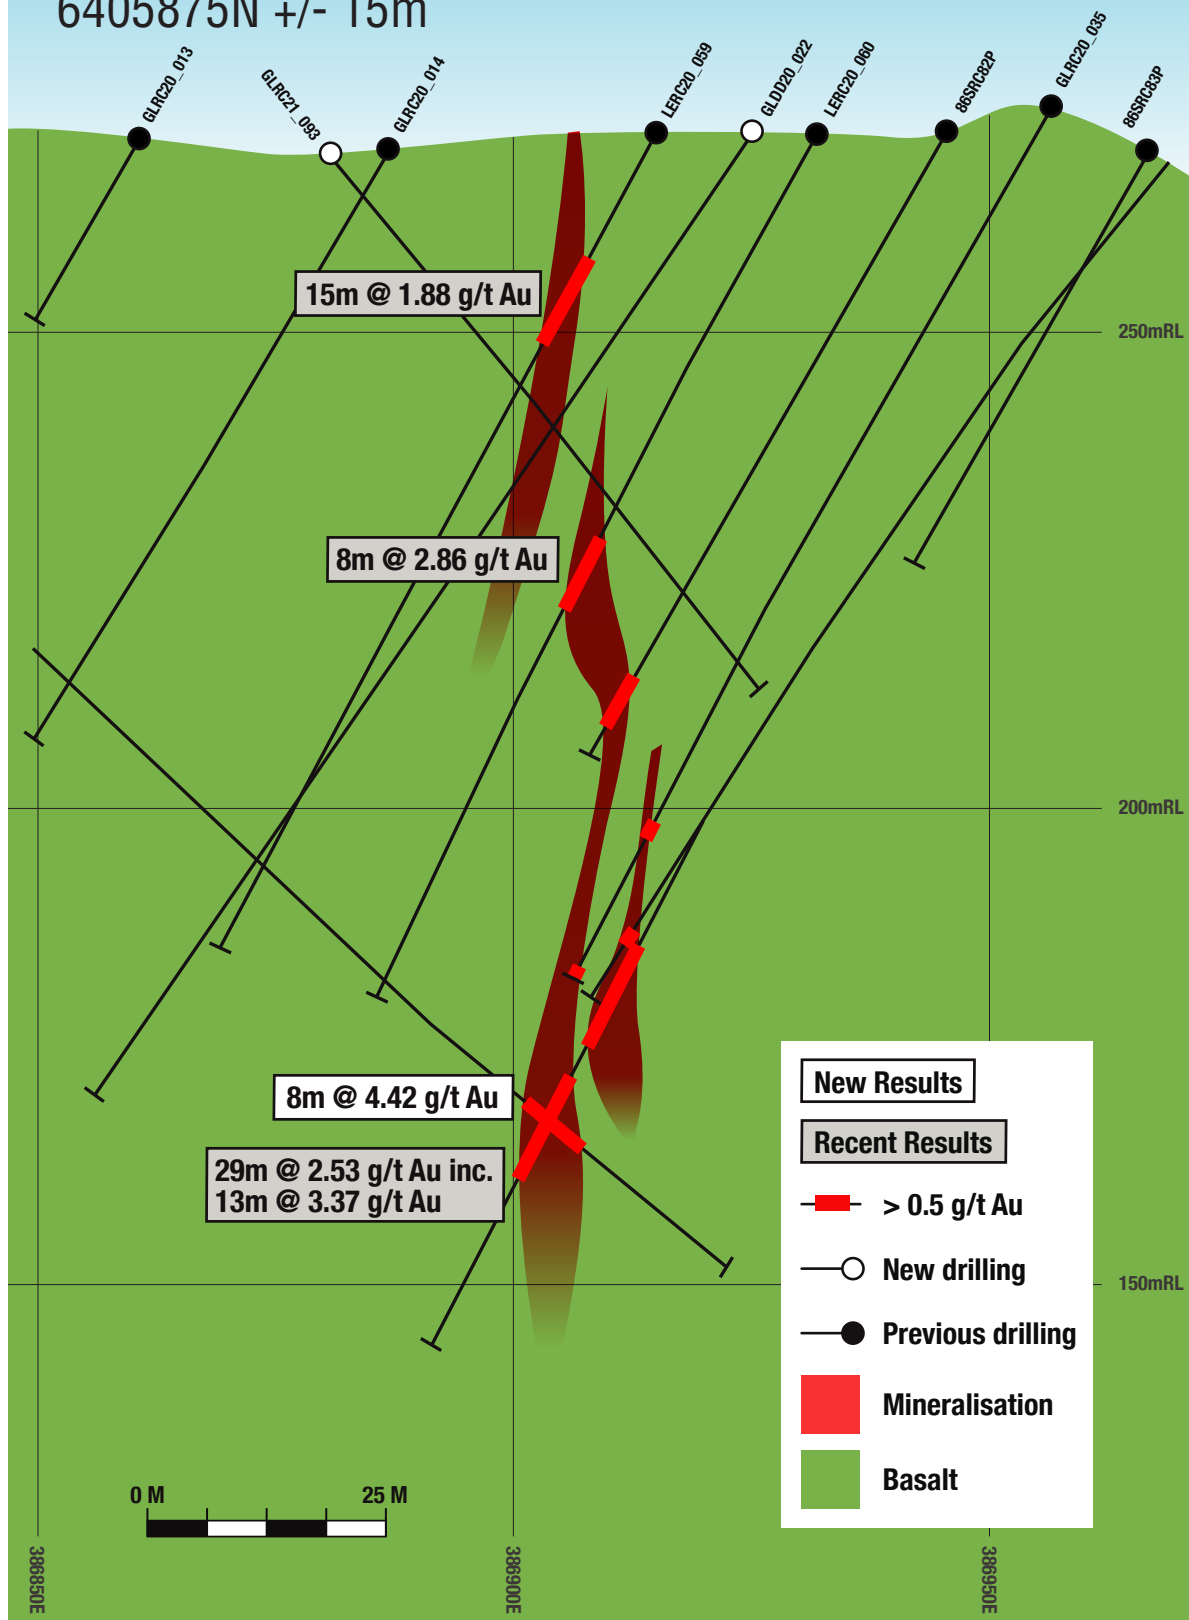 6405875N +/- 15m
GLRC20_013
GLRC21_093
GLRC20_014
LERC20_059
GLDD20_022
LERC20_060
86SRC82P
GLRC20_035
86SRC83P
15m @ 1.88 g/t Au
250mRL
8m @ 2.86 g/t Au
200mRL
8m @ 4.42 g/t Au
29m @ 2.53 g/t Au inc.
13m @ 3.37 g/t Au
150mRL
New Results
Recent Results
> 0.5 g/t Au
New drilling
Previous drilling
Mineralisation
Basalt
0 M 25 M
386850E
386900E
386950E